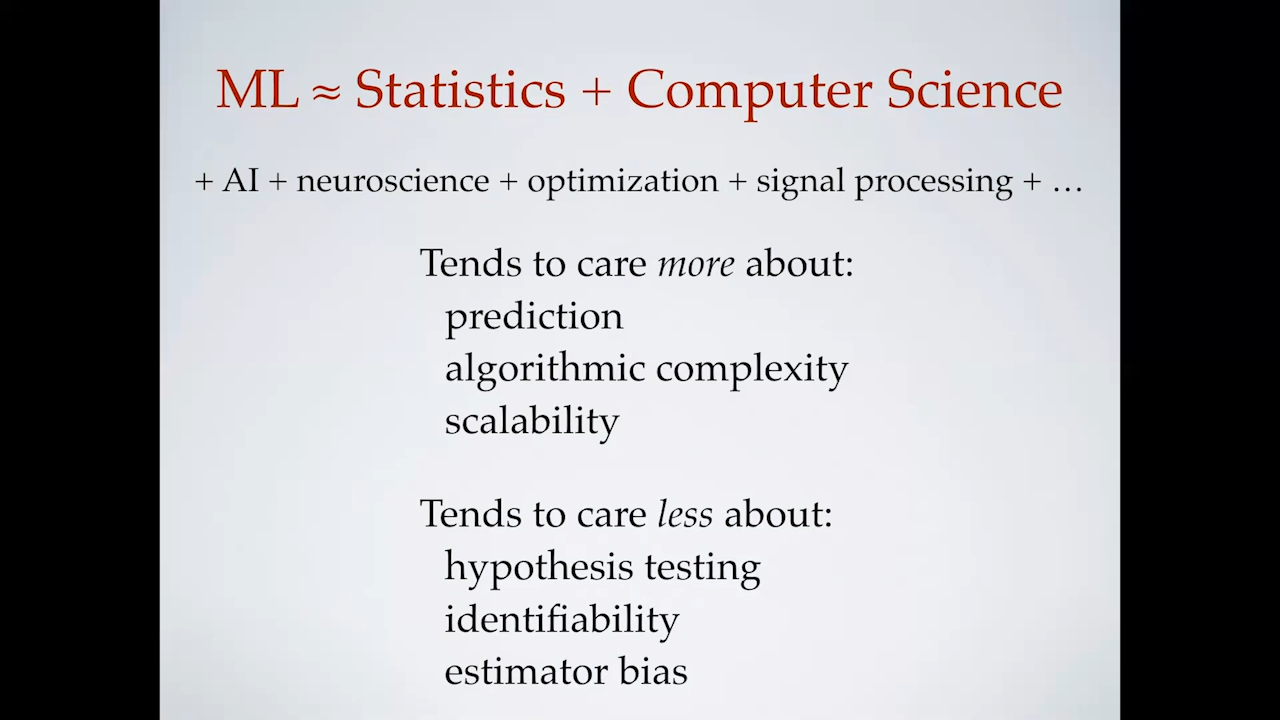 ML ≈ Statistics + Computer Science
+ AI + neuroscience + optimization + signal processing + …
Tends to care more about:
prediction
algorithmic complexity
scalability
Tends to care less about:
hypothesis testing
identifiability
estimator bias